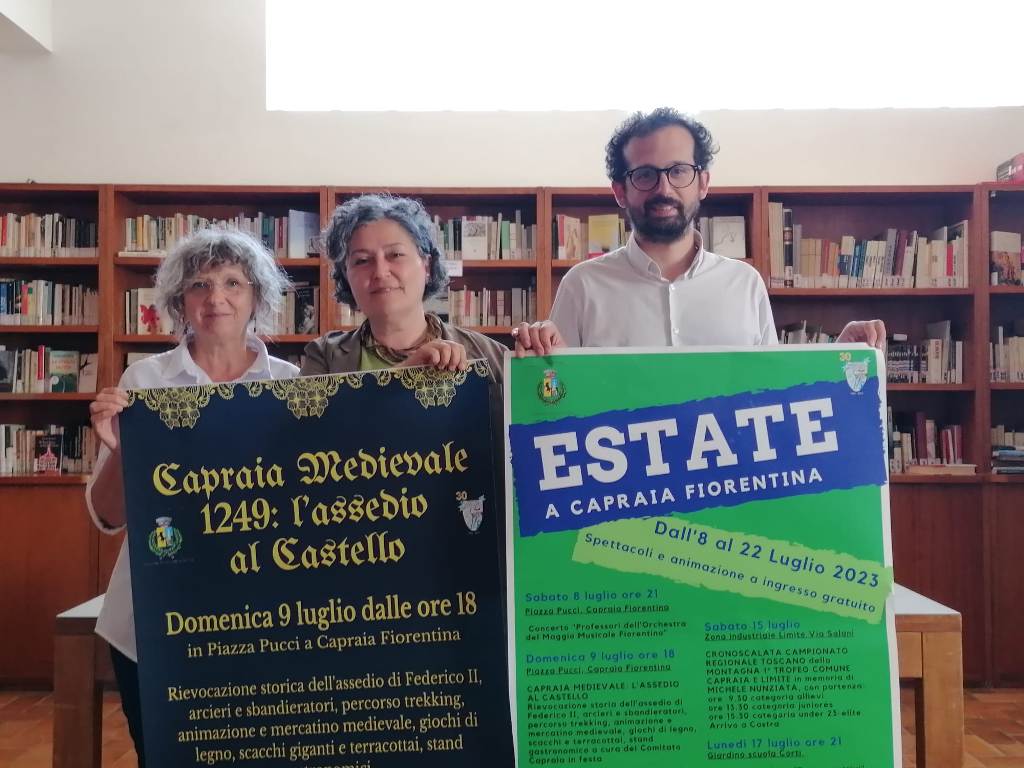 Capraia Medievale
1249: l'assedio
al Castello
Domenica 9 luglio dalle ore 18
in Piazza Pucci a Capraia Fiorentina
Rievocazione storica dell'assedio di Federico II,
arcieri e sbandieratori, percorso trekking,
animazione e mercatino medievale, giochi di
legno, scacchi giganti e terracottai, stand
30
30
ESTATE
A CAPRAIA FIORENTINA
Dall'8 al 22 Luglio 2023
Spettacoli e animazione a ingresso gratuito
Sabato 8 luglio ore 21
Piazza Pucci, Capraia Fiorentina
Concerto "Professori dell'Orchestra
del Maggio Musicale Fiorentino"
Domenica 9 luglio ore 18
Piazza Pucci, Capraia Fiorentina
CAPRAIA MEDIEVALE: L'ASSEDIO
AL CASTELLO
Rievocazione storica dell'assedio di
Federico II, arcieri e sbandieratori,
percorso trekking, animazione e
mercatino medievale, giochi di legno,
scacchi e terracottai, stand
gastronomico a cura del Comitato
Capraia in festa
Sabato 15 luglio
Zona industriale Limite Via Salani
CRONOSCALATA CAMPIONATO
REGIONALE TOSCANO della
MONTAGNA 1° TROFEO COMUNE
CAPRAIA E LIMITE in memoria di
MICHELE NUNZIATA, con partenza:
ore 9.30 categoria allievi
ore 13.30 categoria juniores
ore 15.30 categoria under 23-elite
Arrivo a Castra
Lunedì 17 luglio ore 21
Giardino scuola Corti